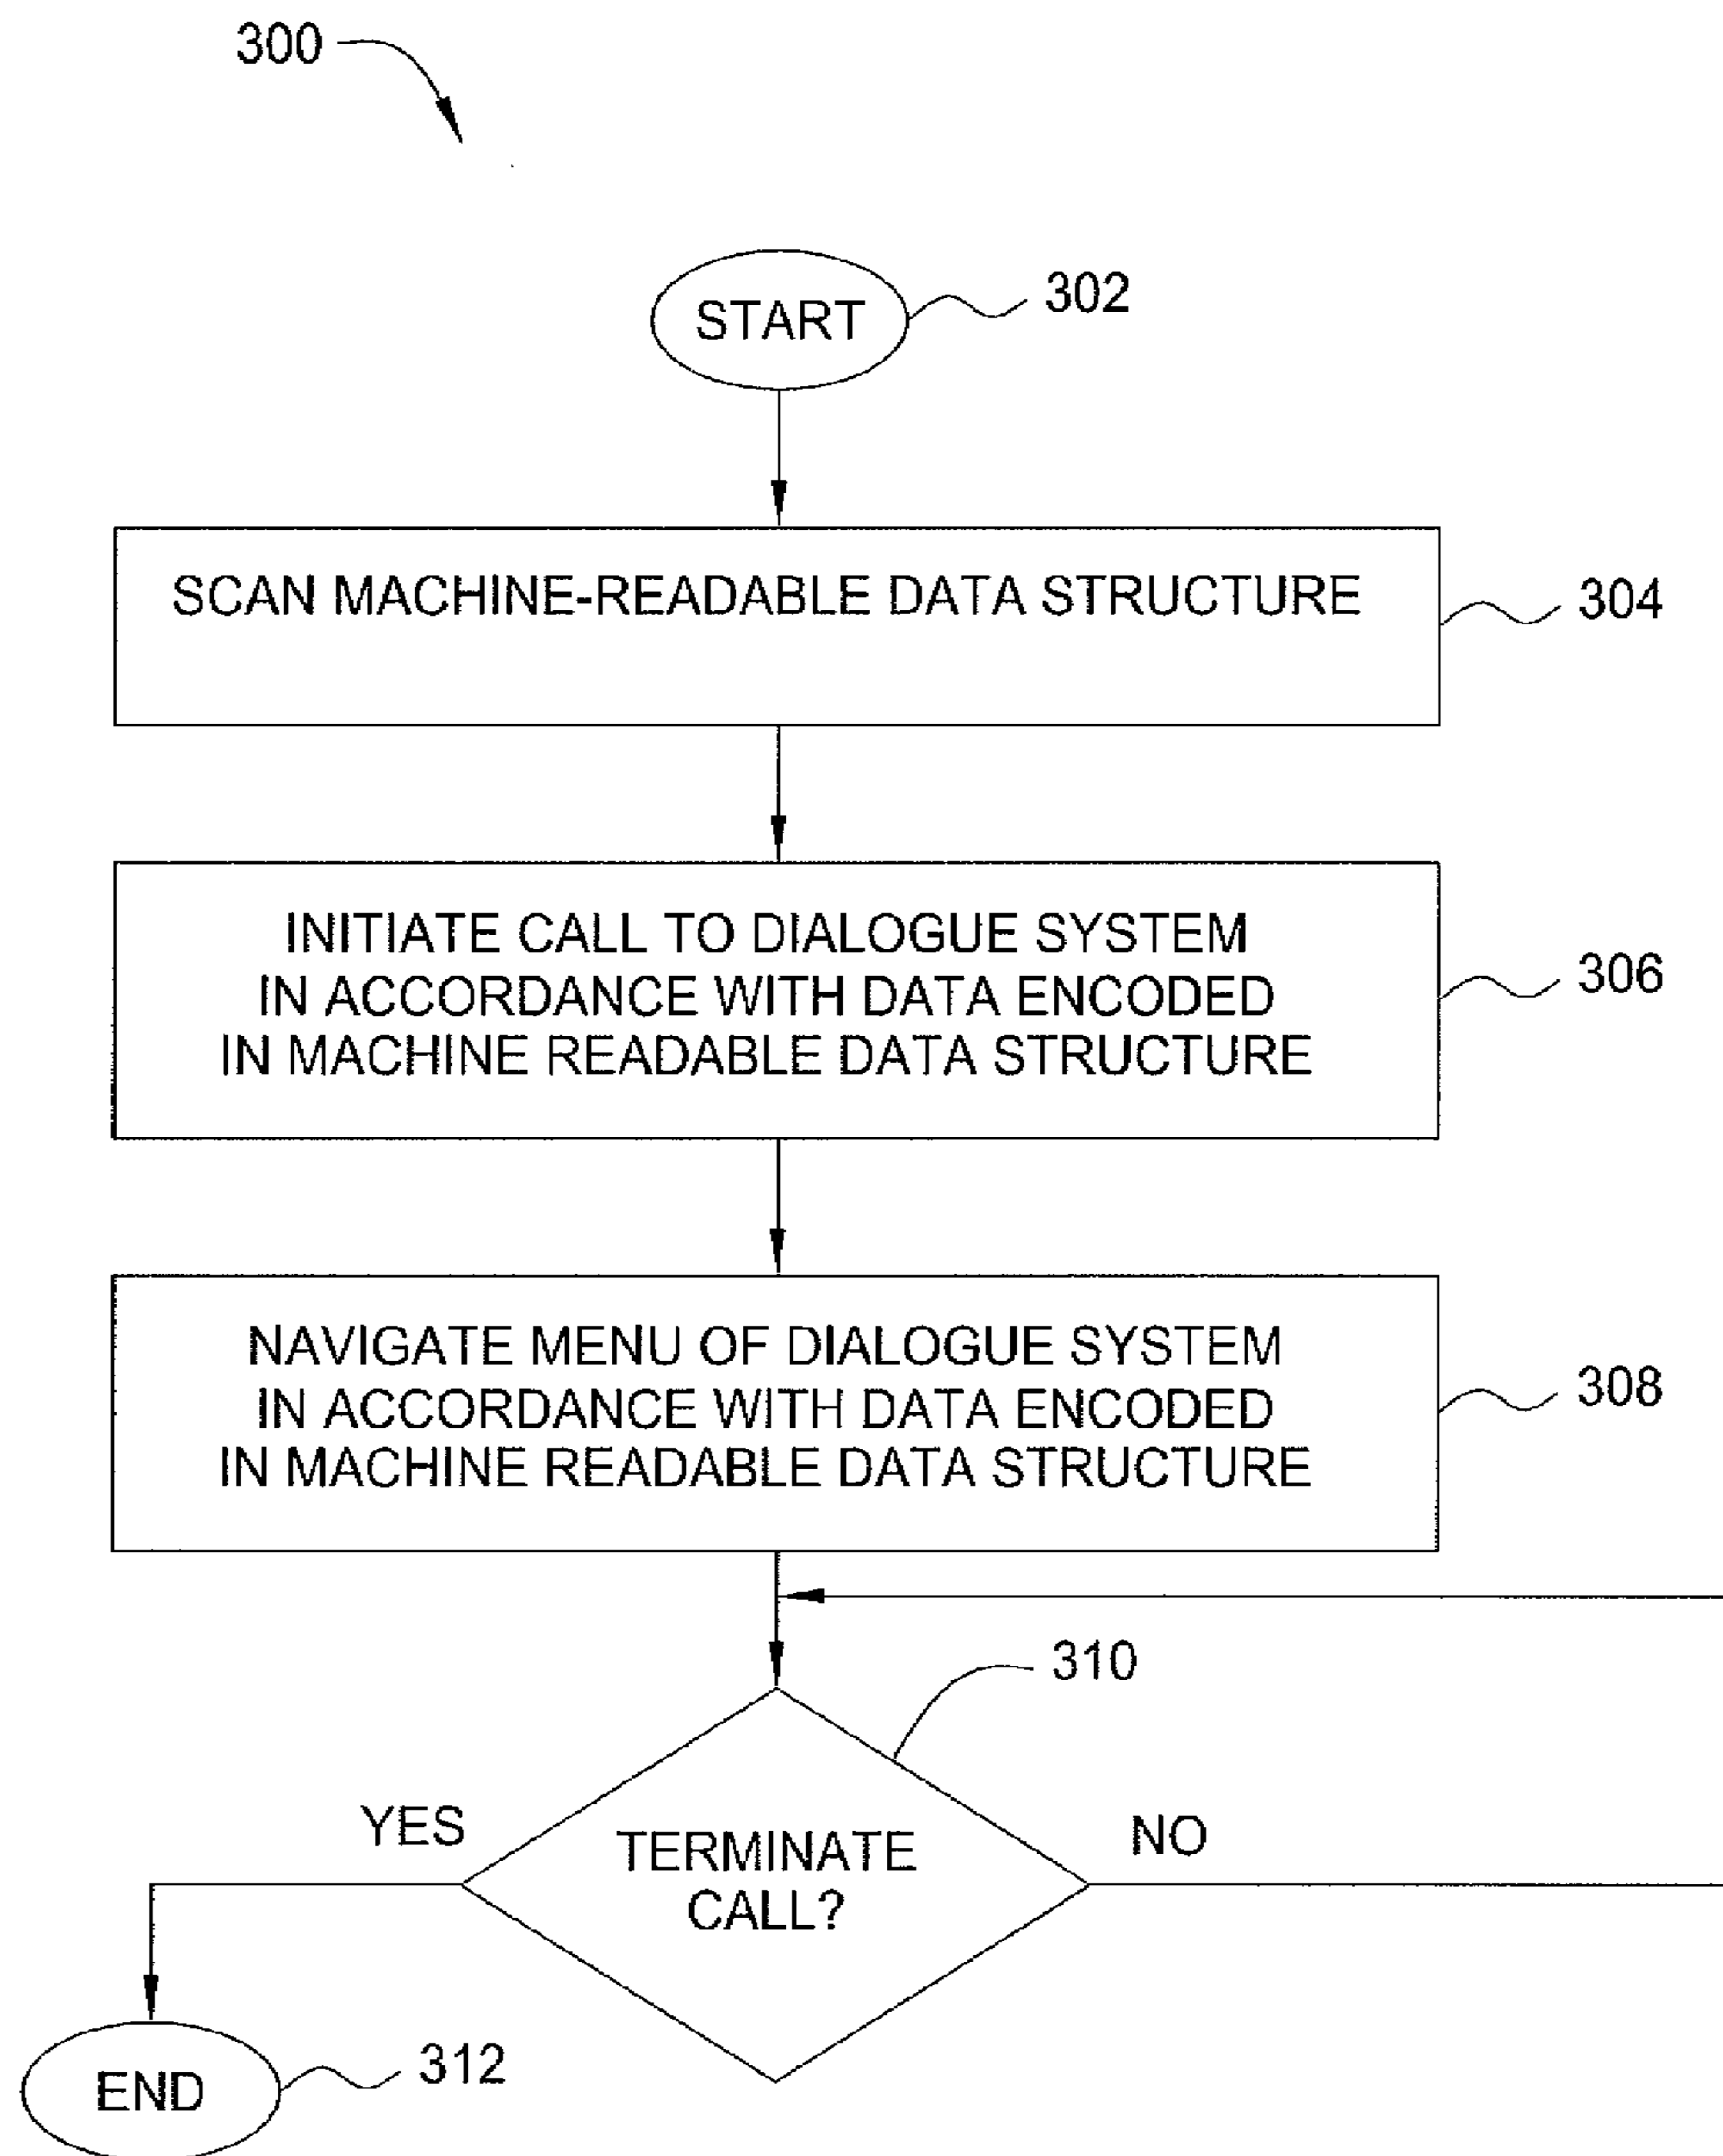 300
START
302
SCAN MACHINE-READABLE DATA STRUCTURE
304
INITIATE CALL TO DIALOGUE SYSTEM
IN ACCORDANCE WITH DATA ENCODED
IN MACHINE READABLE DATA STRUCTURE
306
NAVIGATE MENU OF DIALOGUE SYSTEM
IN ACCORDANCE WITH DATA ENCODED
IN MACHINE READABLE DATA STRUCTURE
308
310
YES
TERMINATE
CALL?
NO
END
312